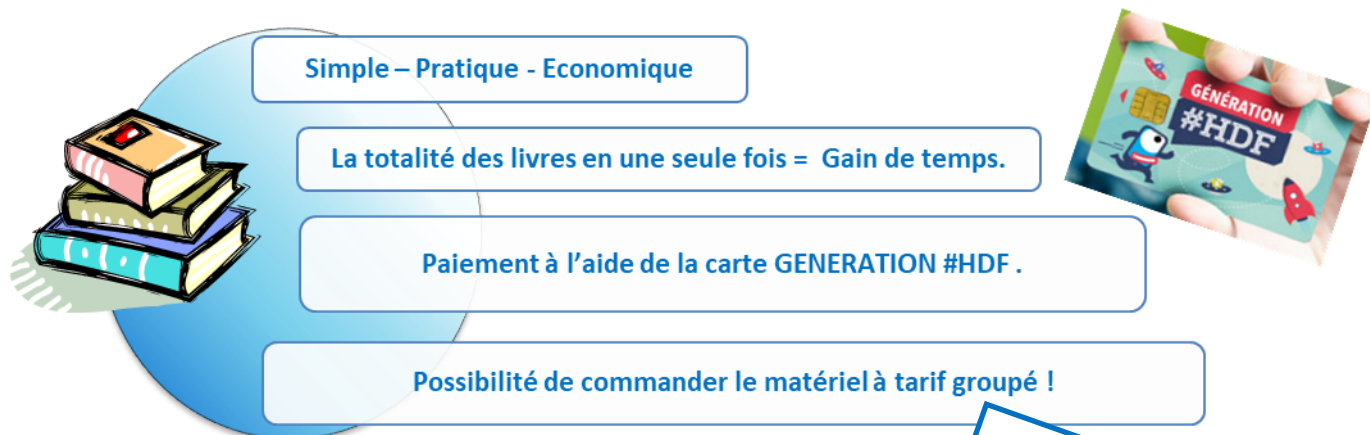 Simple – Pratique - Economique
La totalité des livres en une seule fois = Gain de temps.
Paiement à l'aide de la carte GENERATION #HDF .
Possibilité de commander le matériel à tarif groupé !
GÉNÉRATION
#HDF